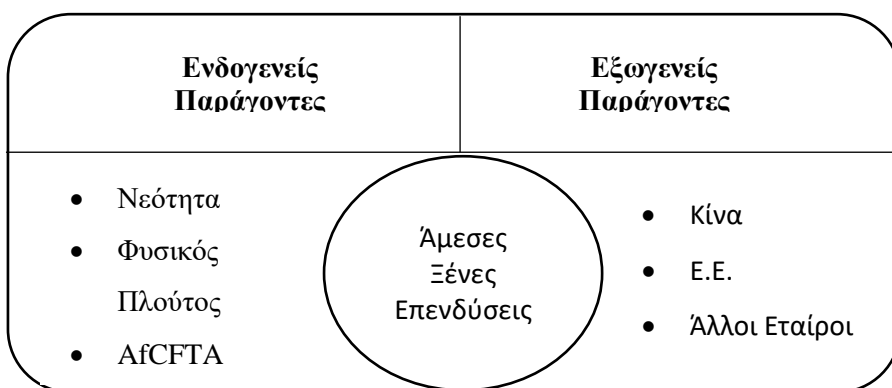 Ενδογενείς
Παράγοντες
Εξωγενείς
Παράγοντες
• Νεότητα
• Φυσικός
Πλούτος
• AfCFTA
Άμεσες
Ξένες
Επενδύσεις
• Κίνα
• Ε.Ε.
• Άλλοι Εταίροι